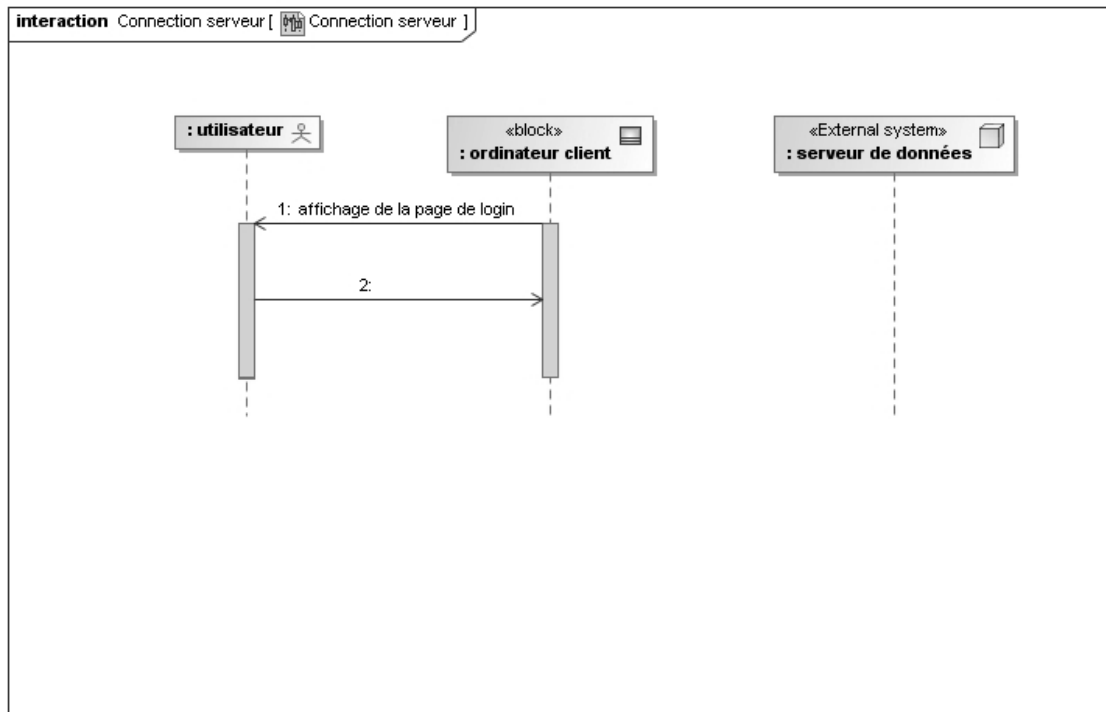 interaction Connection serveur [ Connection serveur ]
: utilisateur
«block»
: ordinateur client
«External system»
: serveur de données
1: affichage de la page de login
2: